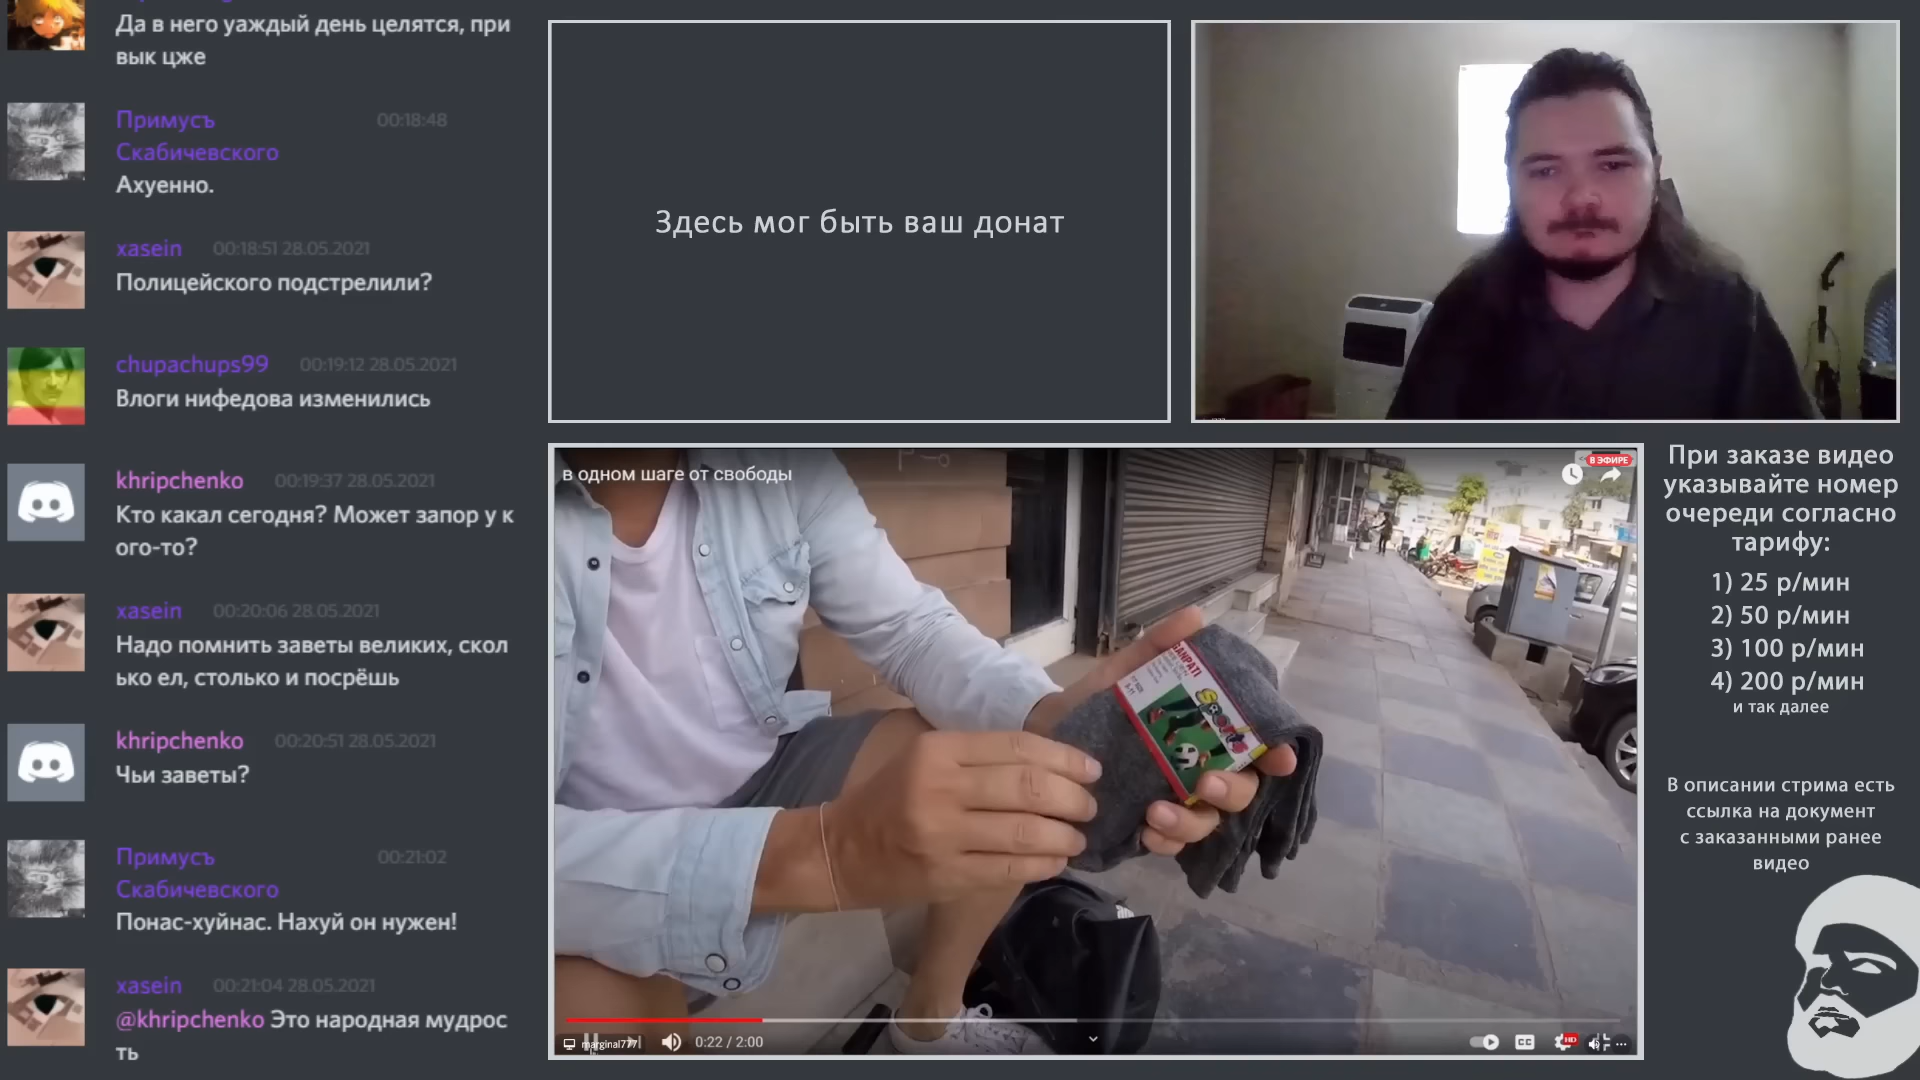 Да в него уаждый день целятся, при
вык цже
Примусъ 00:18:48
Скабичевского
Ахуенно.
xasein 00:18:51 28.05.2021
Полицейского подстрелили?
chupachups99 00:19:12 28.05.2021
Влоги нифедова изменились
khripchenko 00:19:37 28.05.2021
Кто какал сегодня? Может запор у к
ого-то?
xasein 00:20:06 28.05.2021
Надо помнить заветы великих, скол
ько ел, столько и посрёшь
khripchenko 00:20:51 28.05.2021
Чьи заветы?
Примусъ 00:21:02
Скабичевского
Понас-хуйнас. Нахуй он нужен!
xasein 00:21:04 28.05.2021
@khripchenko Это народная мудрос
ть
Здесь мог быть ваш донат
в одном шаге от свободы
В ЭФИРЕ
GANPATI
marginal777
0:22 / 2:00
CC
HD
При заказе видео
указывайте номер
очереди согласно
тарифу:
1) 25 р/мин
2) 50 р/мин
3) 100 р/мин
4) 200 р/мин
и так далее
В описании стрима есть
ссылка на документ
с заказанными ранее
видео